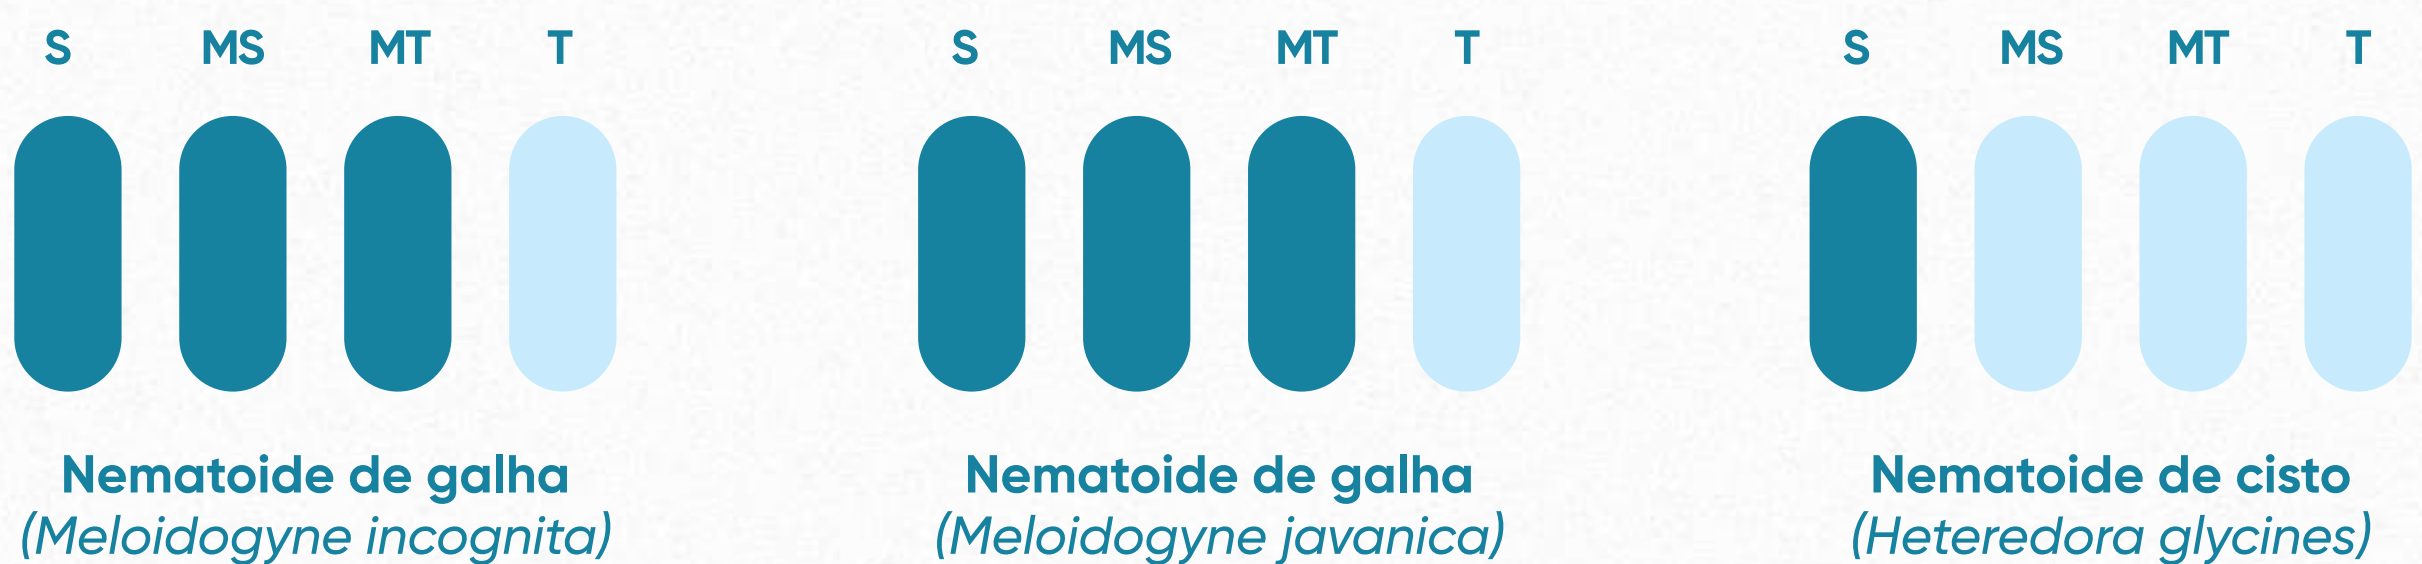 S MS MT T
Nematoide de galha
(Meloidogyne incognita)
S MS MT T
Nematoide de galha
(Meloidogyne javanica)
S MS MT T
Nematoide de cisto
(Heteredora glycines)